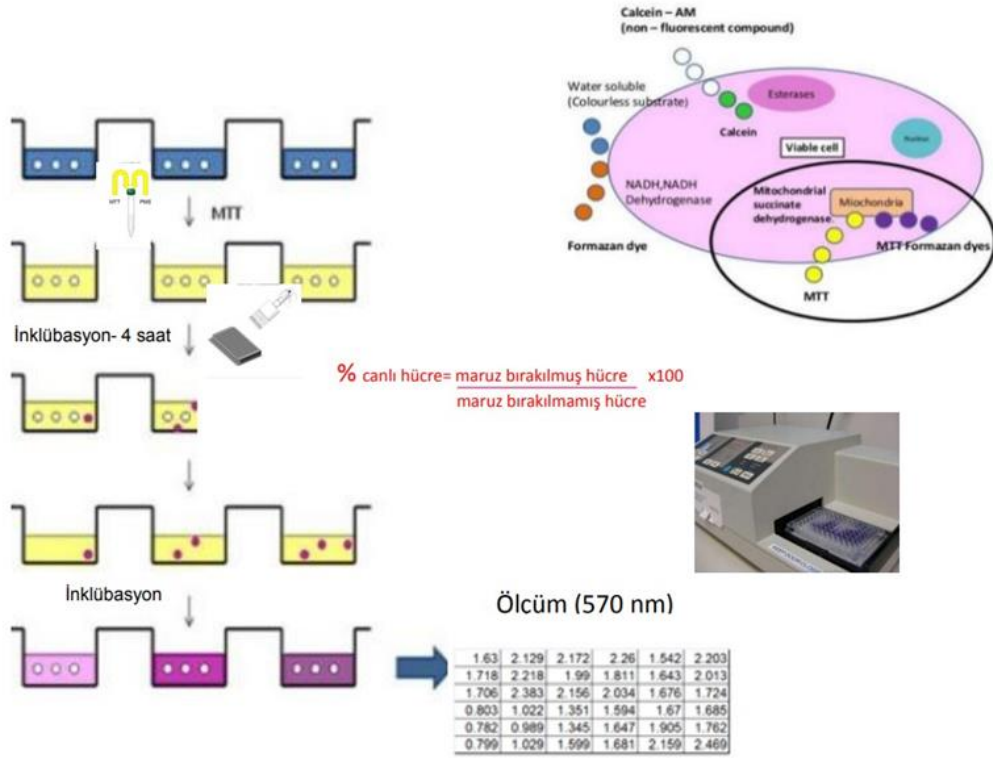 Calcein – AM
(non – fluorescent compound)
Water soluble
(Colourless substrate)
Esterases
Calcein
Nucleus
Viable cell
NADH,NADH
Dehydrogenase
Mitochondrial
succinate
dehydrogenase.
Miochondria
Formazan dye
MTT Formazan dyes
MTT
MTT
PMS
MTT
İnklübasyon- 4 saat
% canlı hücre= maruz bırakılmuş hücre x100
maruz bırakılmamış hücre
İnklübasyon
Ölçüm (570 nm)
1.63 2.129 2.172 2.26 1.542 2.203
1.718 2.218 1.99 1.811 1.643 2.013
1.706 2.383 2.156 2.034 1.676 1.724
0.803 1.022 1.351 1.594 1.67 1.685
0.782 0.989 1.345 1.647 1.905 1.762
0.799 1.029 1.599 1.681 2.159 2.469